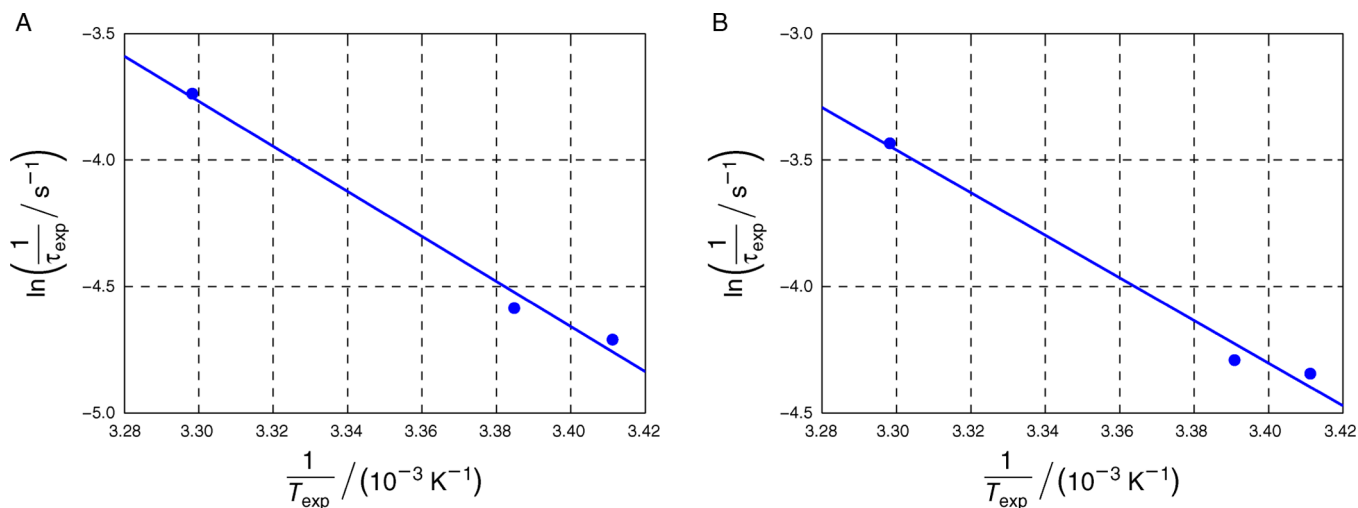 A
−3.5
−4.0
−4.5
−5.0
3.28 3.30 3.32 3.34 3.36 3.38 3.40 3.42
ln(1/τexp / s−1)
1/Texp / (10−3 K−1)
B
−3.0
−3.5
−4.0
−4.5
3.28 3.30 3.32 3.34 3.36 3.38 3.40 3.42
ln(1/τexp / s−1)
1/Texp / (10−3 K−1)